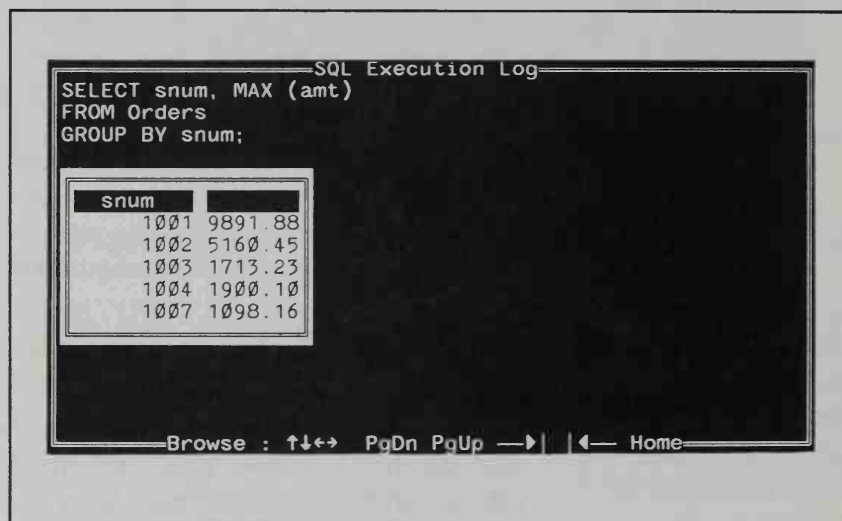 SQL Execution Log
SELECT snum, MAX (amt)
FROM Orders
GROUP BY snum;
snum
1001 9891.88
1002 5160.45
1003 1713.23
1004 1900.10
1007 1098.16
Browse : ↑↓←→ PgDn PgUp —▶| |◀— Home